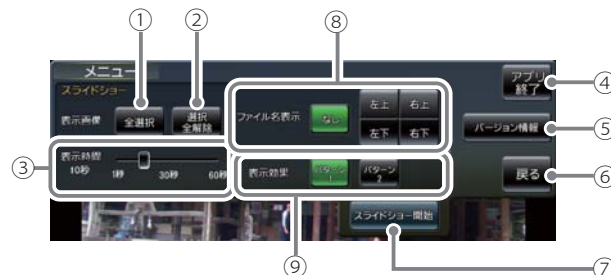 ① ② ⑧
メニュー
スライドショー
表示画像 全選択 選択全解除
ファイル名表示 なし 左上 右上
左下 右下
アプリ終了 ④
バージョン情報 ⑤
③ 表示時間
10秒 1秒 30秒 60秒
表示効果 パターン1 パターン2
戻る ⑥
スライドショー開始
⑨ ⑦